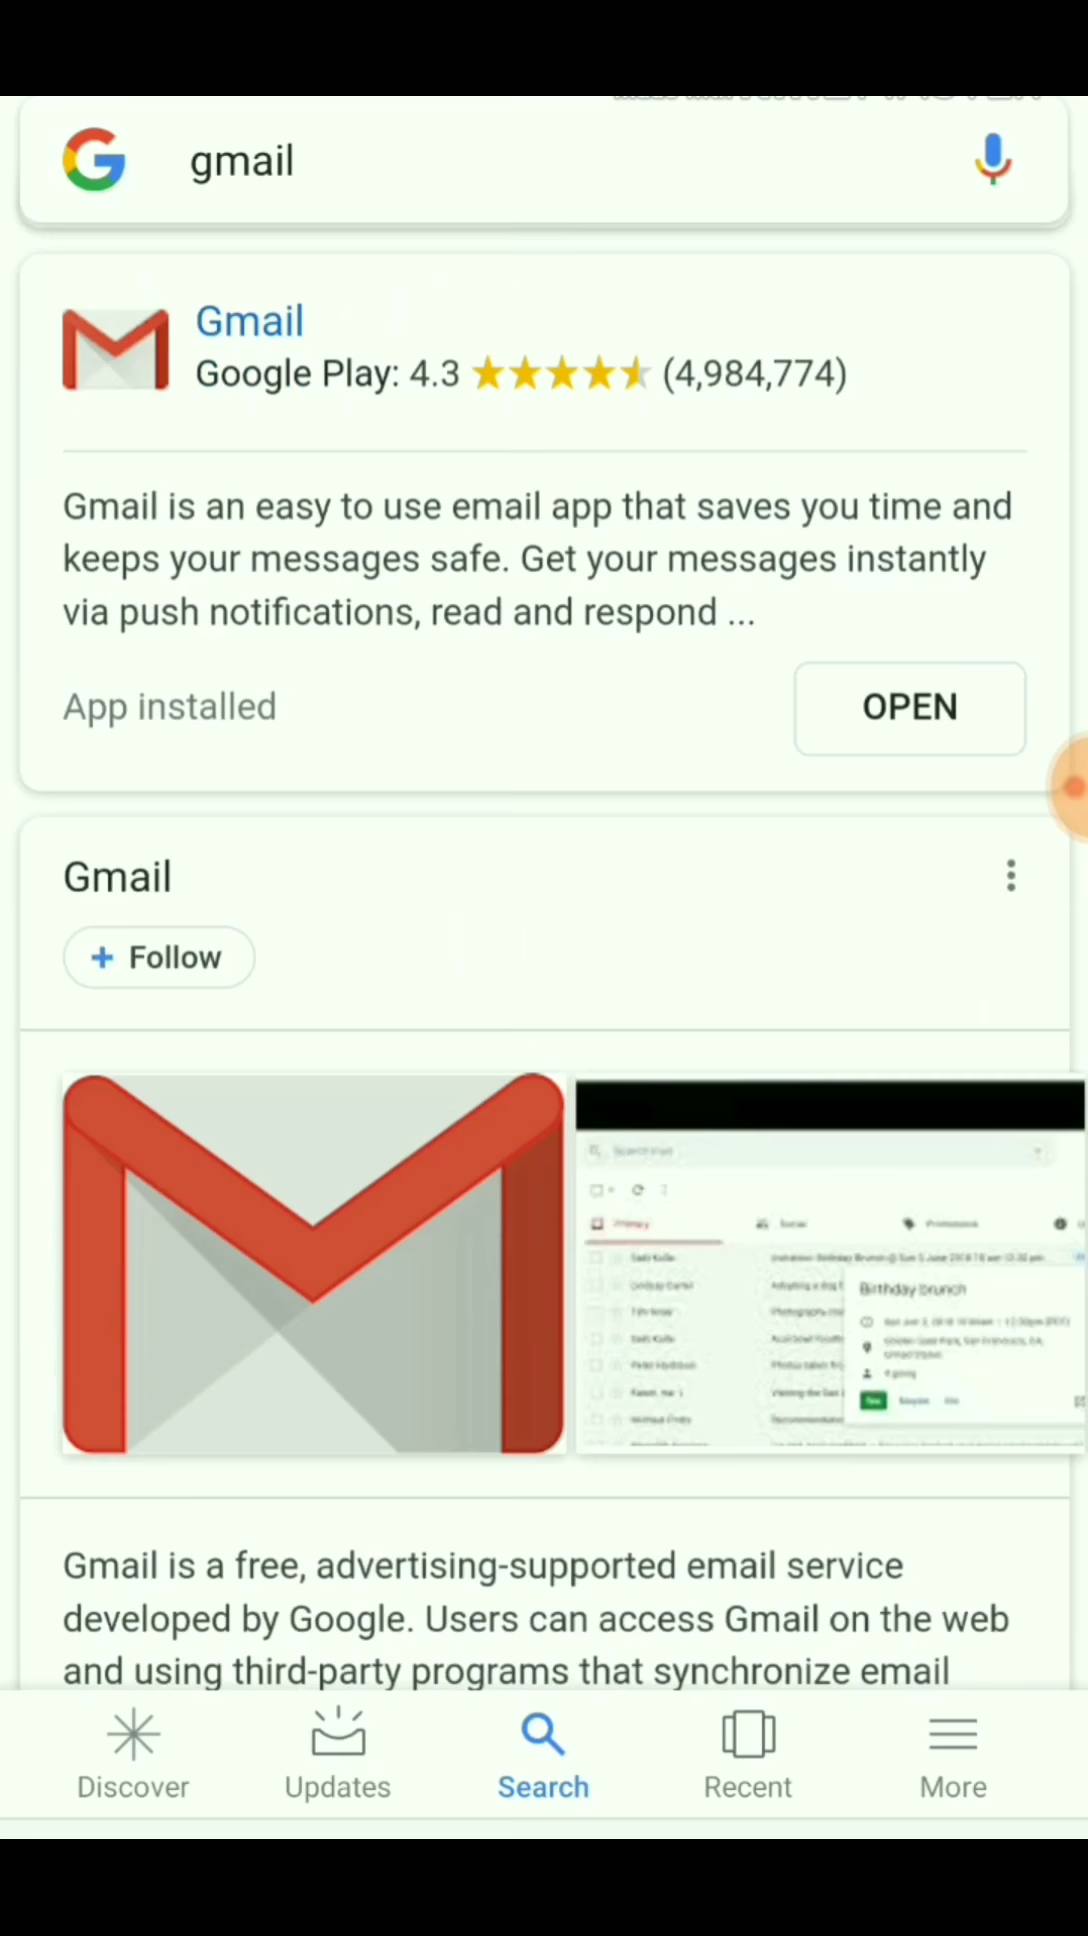 gmail
Gmail
Google Play: 4.3 (4,984,774)
Gmail is an easy to use email app that saves you time and
keeps your messages safe. Get your messages instantly
via push notifications, read and respond ...
App installed
OPEN
Gmail
+ Follow
Primary
Social
Promotions
Birthday brunch
Gmail is a free, advertising-supported email service
developed by Google. Users can access Gmail on the web
and using third-party programs that synchronize email
Discover
Updates
Search
Recent
More